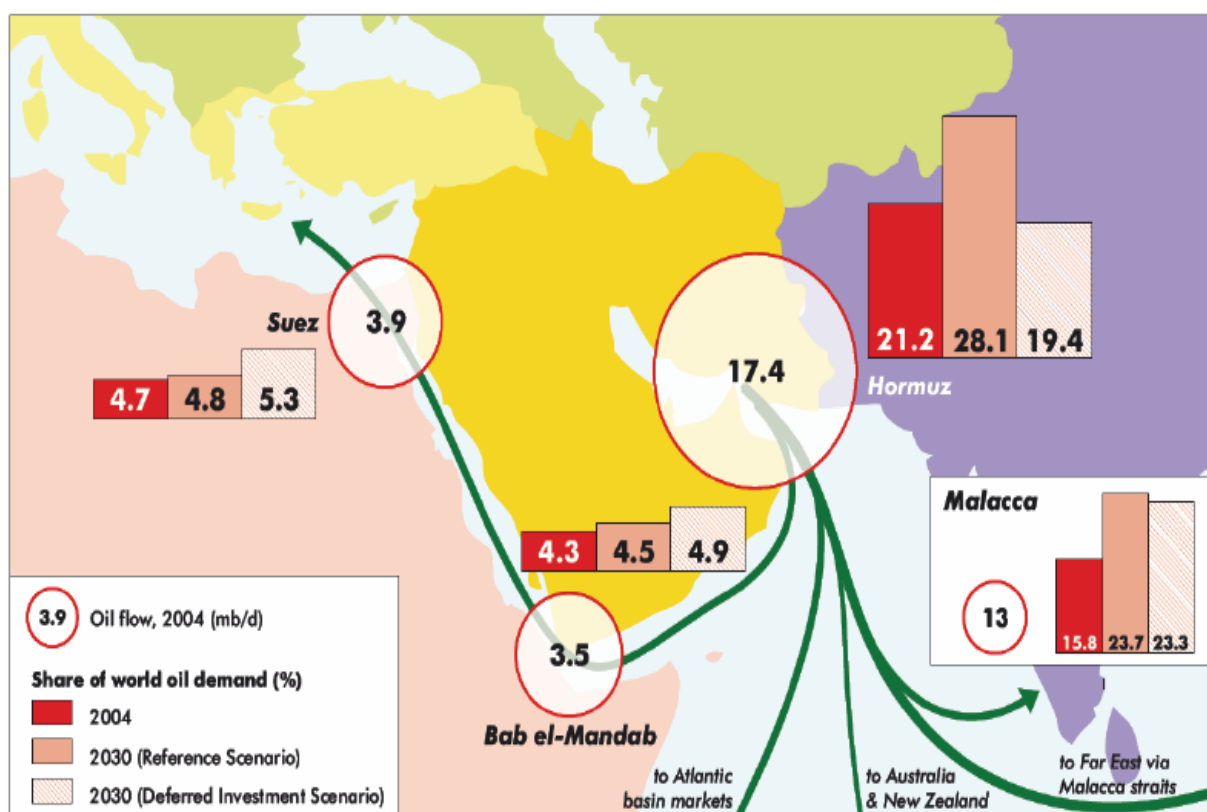 Suez
3.9
4.7
4.8
5.3
17.4
21.2
28.1
19.4
Hormuz
4.3
4.5
4.9
3.5
Bab el-Mandab
Malacca
13
15.8
23.7
23.3
3.9 Oil flow, 2004 (mb/d)
Share of world oil demand (%)
2004
2030 (Reference Scenario)
2030 (Deferred Investment Scenario)
to Atlantic
basin markets
to Australia
& New Zealand
to Far East via
Malacca straits